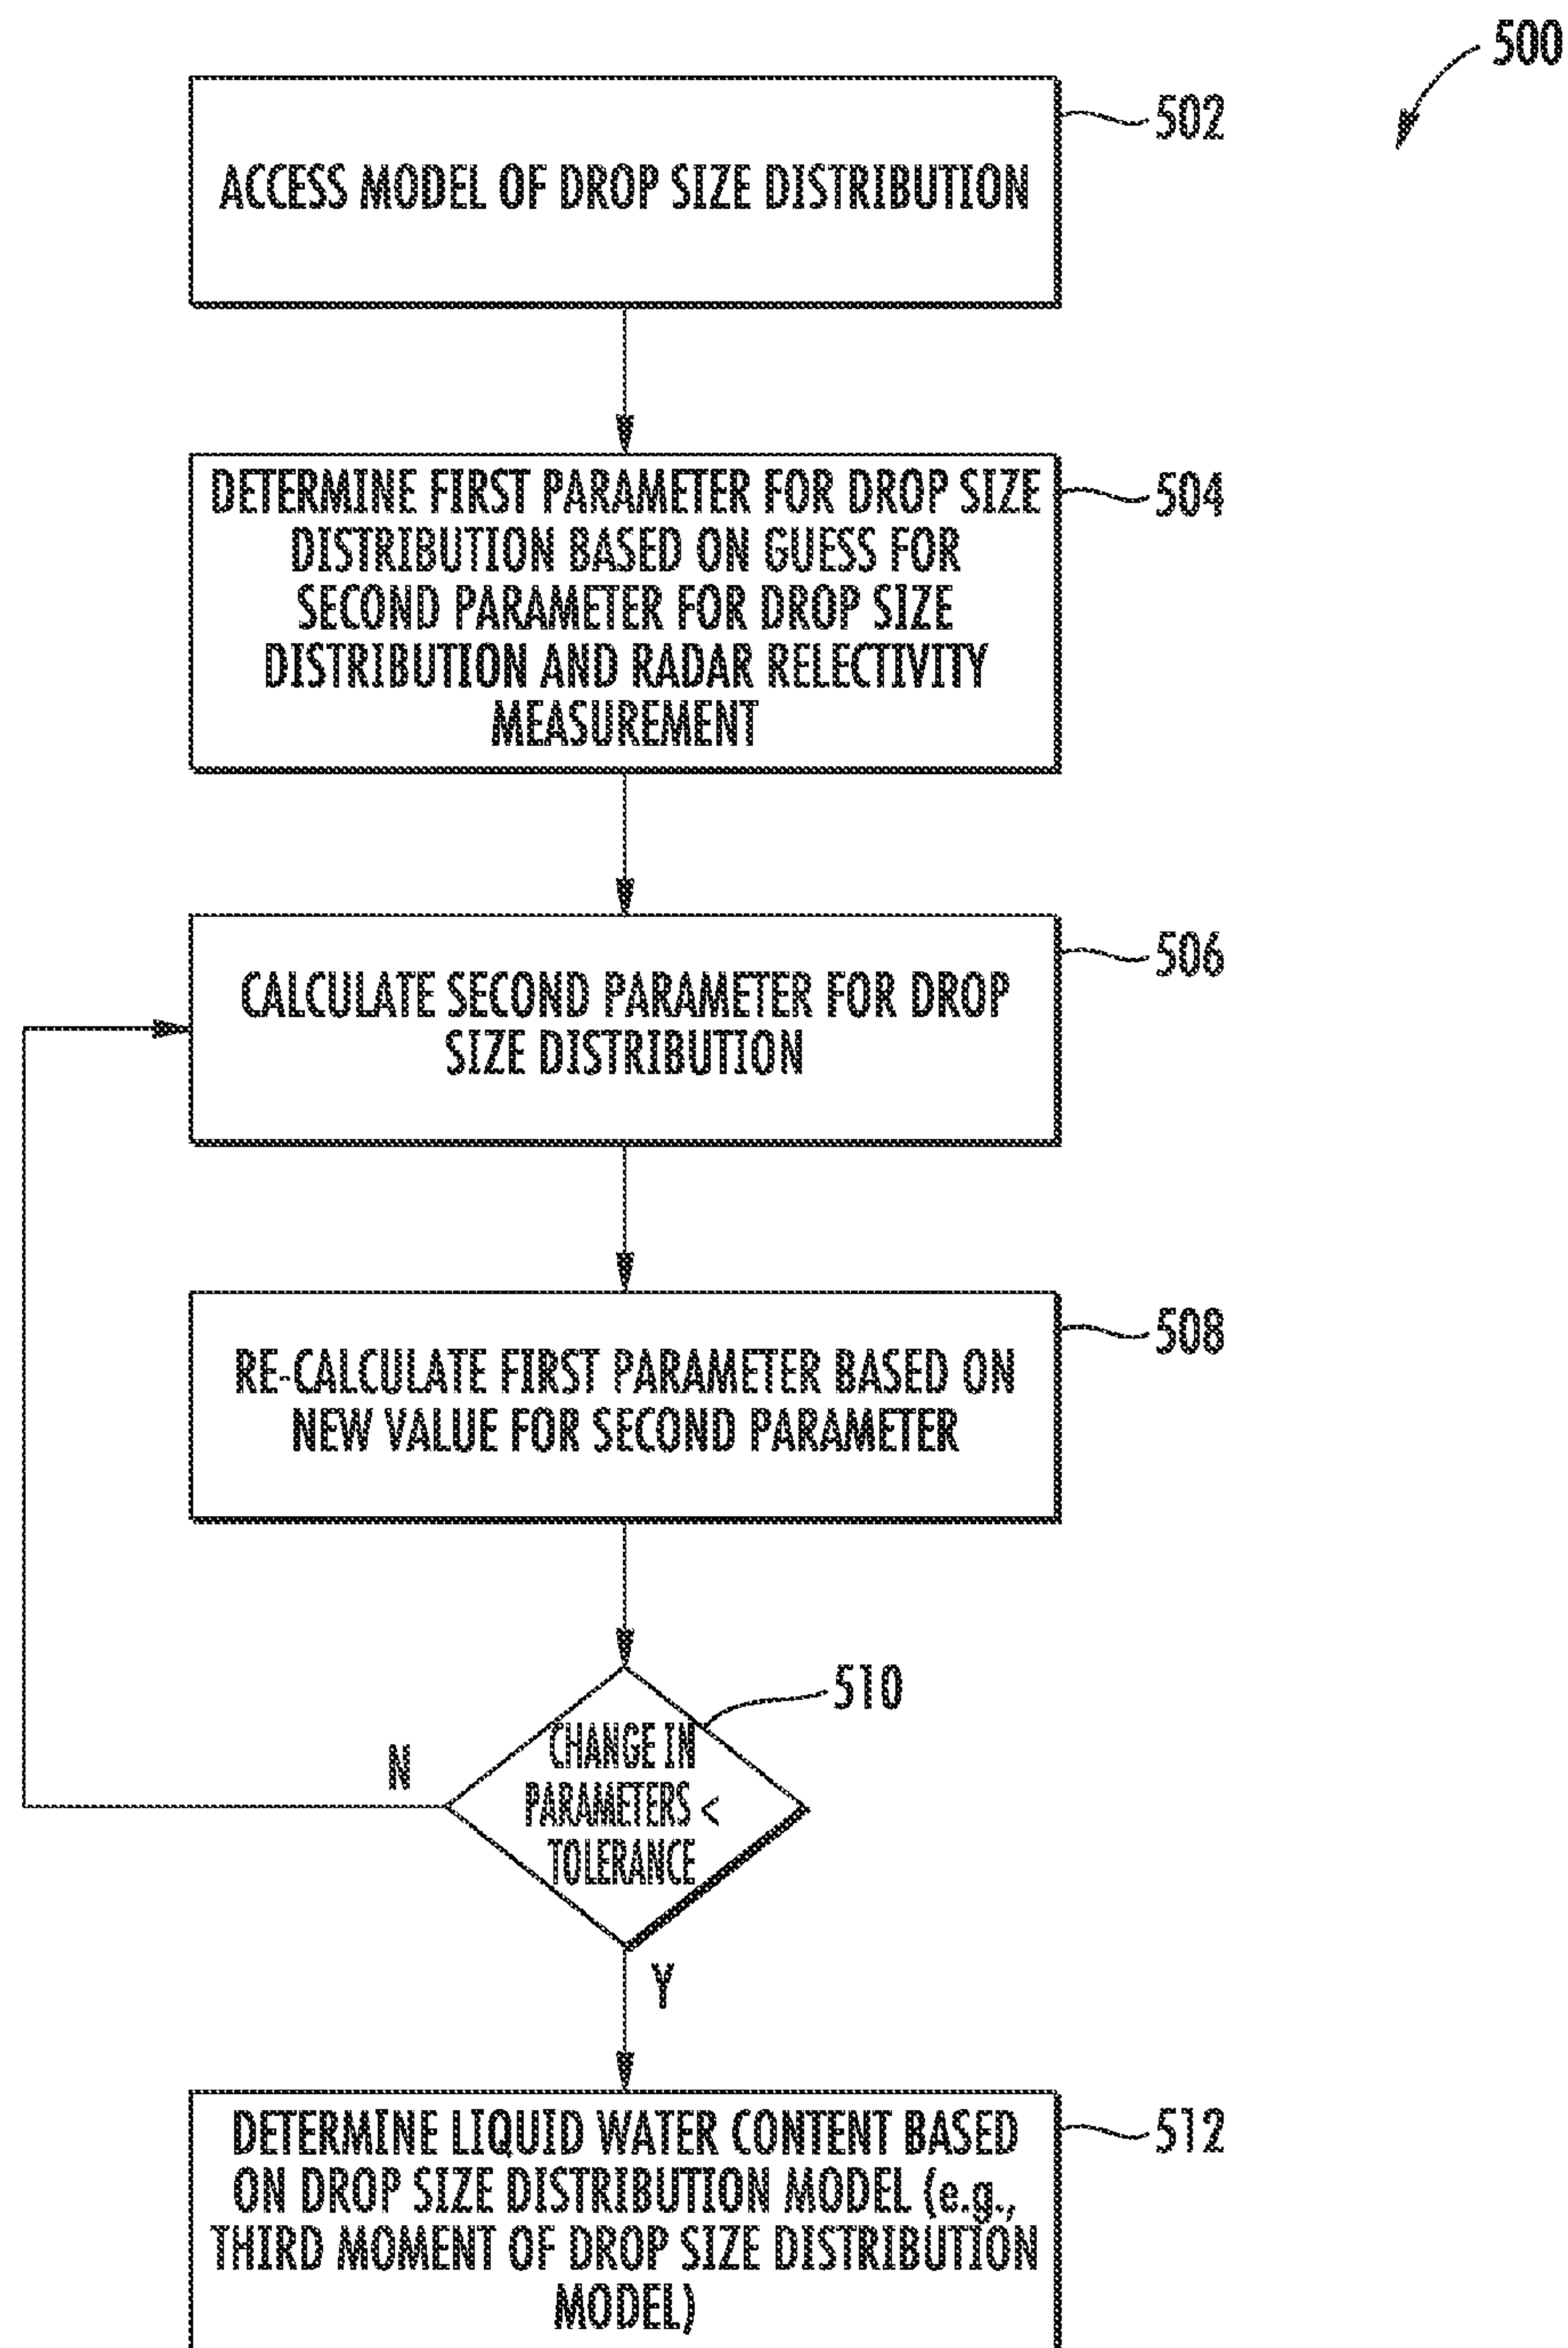 500
502
ACCESS MODEL OF DROP SIZE DISTRIBUTION
504
DETERMINE FIRST PARAMETER FOR DROP SIZE
DISTRIBUTION BASED ON GUESS FOR
SECOND PARAMETER FOR DROP SIZE
DISTRIBUTION AND RADAR RELECTIVITY
MEASUREMENT
506
CALCULATE SECOND PARAMETER FOR DROP
SIZE DISTRIBUTION
508
RE-CALCULATE FIRST PARAMETER BASED ON
NEW VALUE FOR SECOND PARAMETER
510
CHANGE IN
PARAMETERS <
TOLERANCE
N
Y
512
DETERMINE LIQUID WATER CONTENT BASED
ON DROP SIZE DISTRIBUTION MODEL (e.g.,
THIRD MOMENT OF DROP SIZE DISTRIBUTION
MODEL)